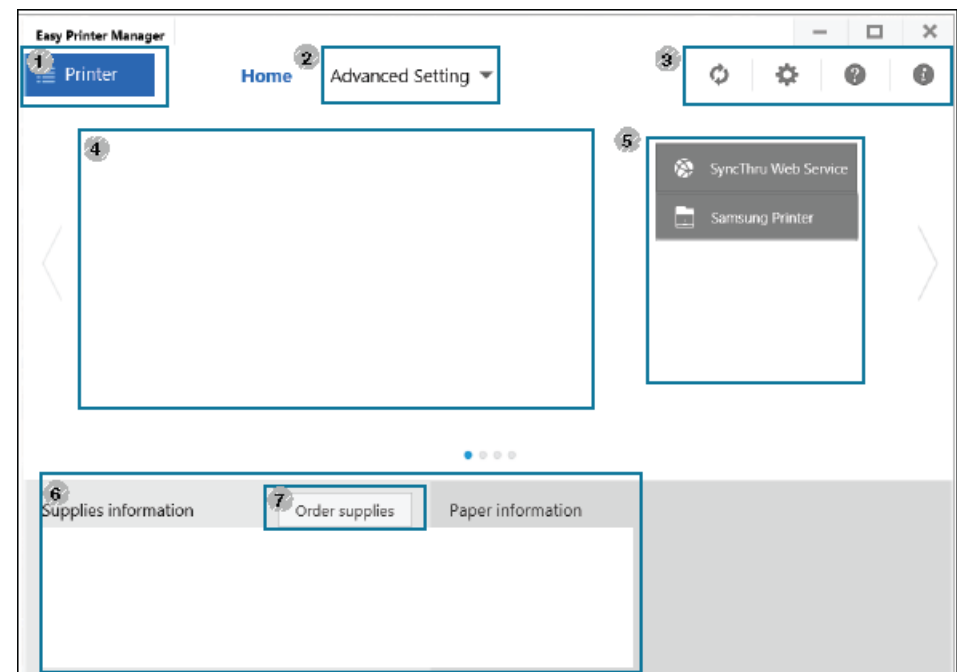 Easy Printer Manager
1 Printer
Home
2 Advanced Setting
3
4
5
SyncThru Web Service
Samsung Printer
6
Supplies information
7 Order supplies
Paper information